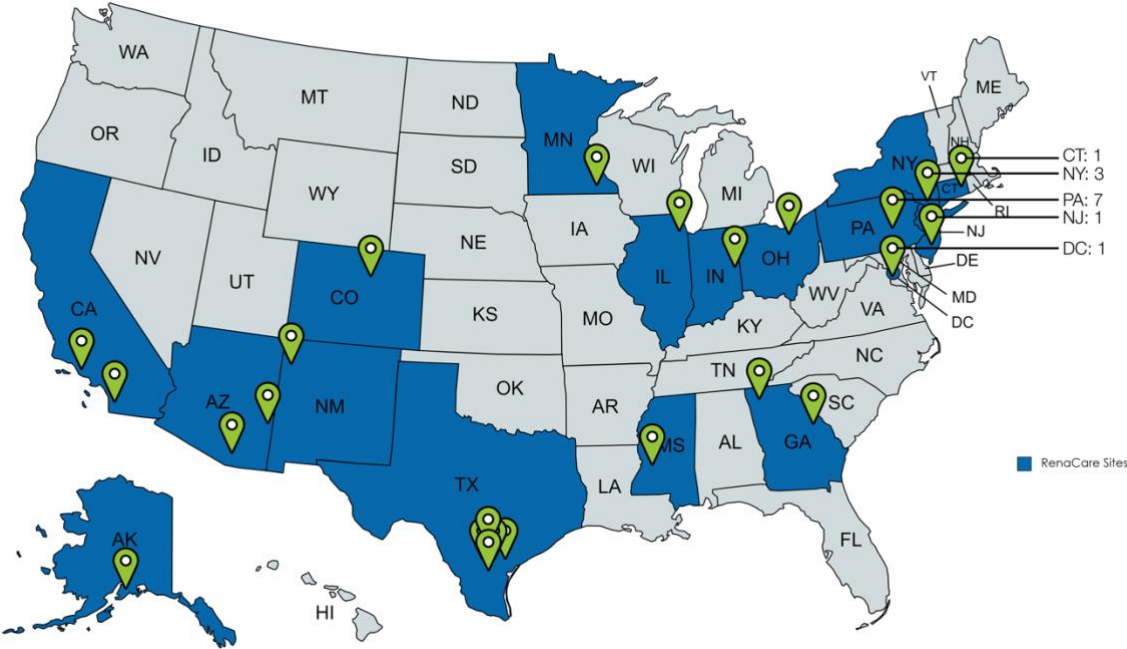 WA
MT
ND
MN
VT
ME
OR
ID
SD
WI
MI
NH
NY
CT: 1
NY: 3
WY
CT
RI
PA: 7
NJ: 1
IA
NE
PA
NJ
DC: 1
NV
UT
CO
IL
IN
OH
DE
MD
DC
CA
KS
MO
WV
VA
KY
NC
TN
AZ
NM
OK
AR
SC
MS
AL
GA
RenaCare Sites
TX
LA
FL
AK
HI